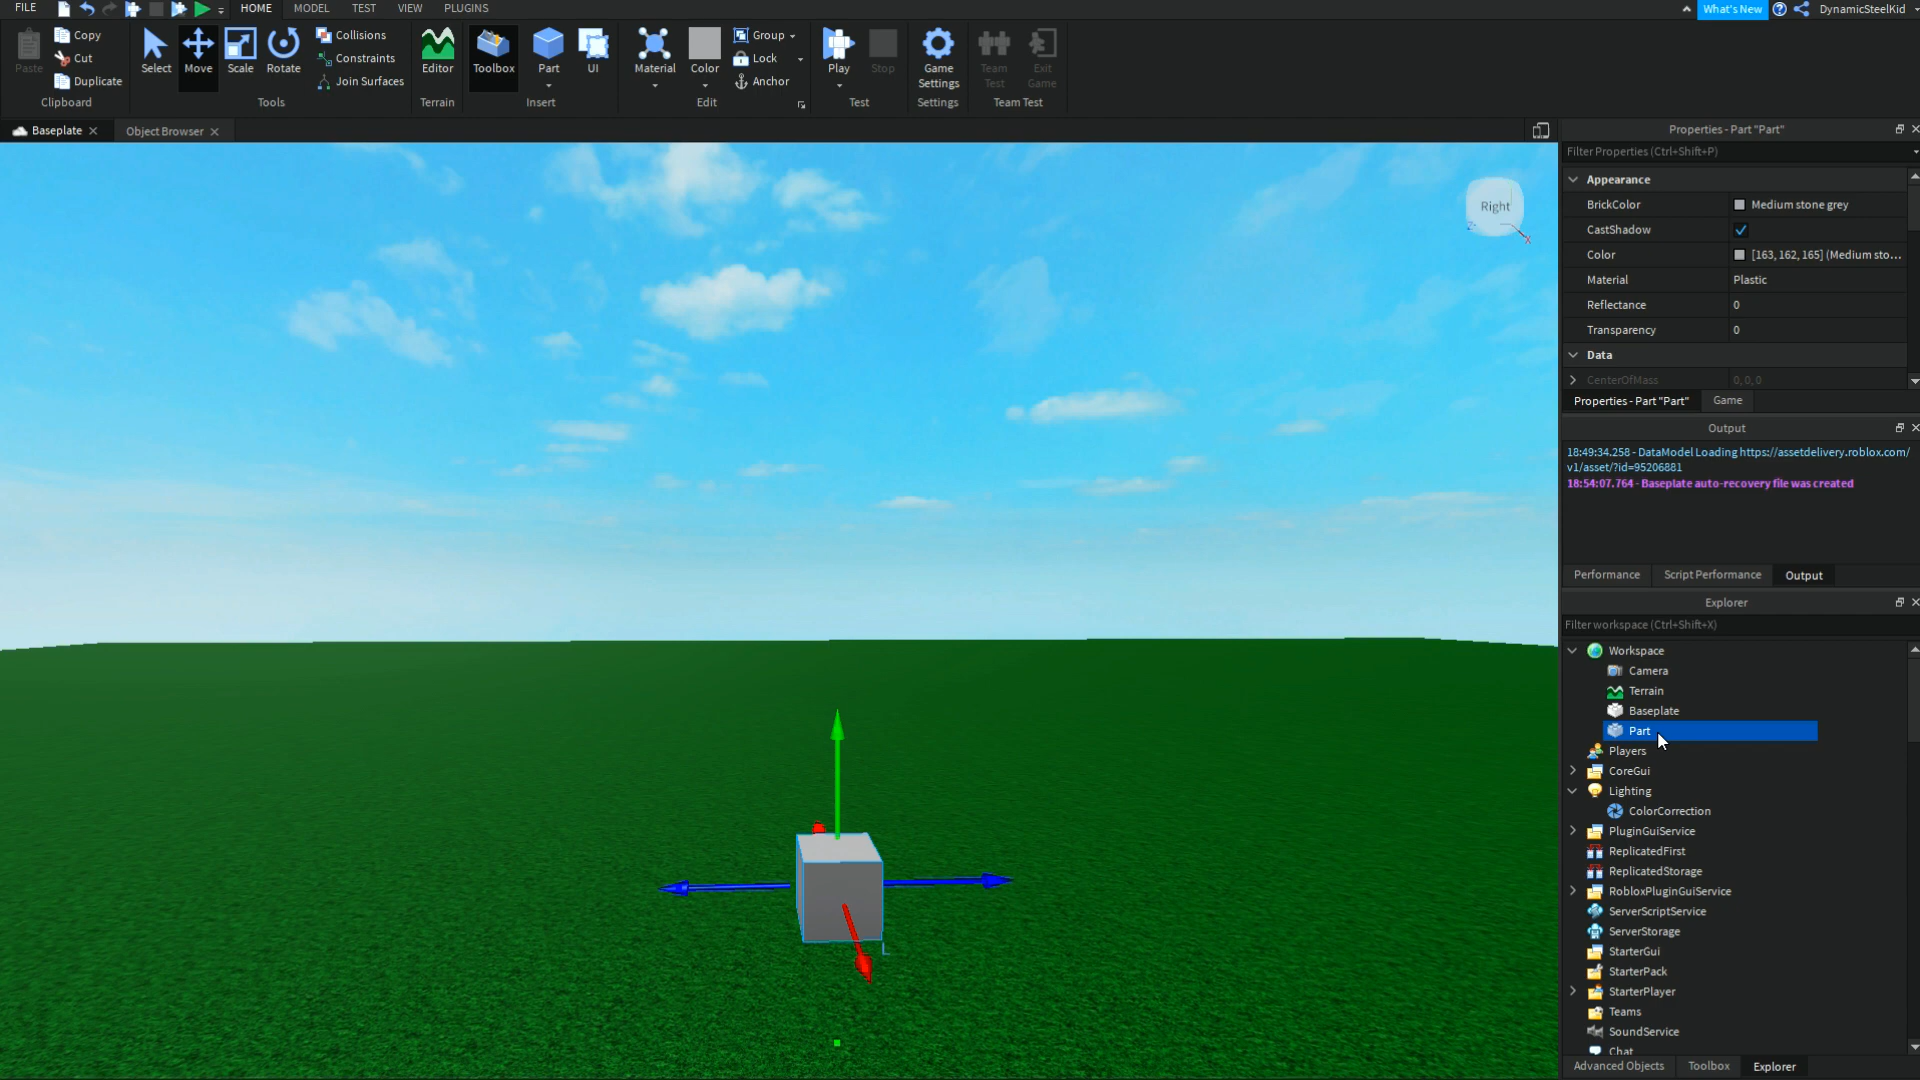 FILE HOME MODEL TEST VIEW PLUGINS What's New DynamicSteelKid
Paste Copy Cut Duplicate
Clipboard
Select Move Scale Rotate Collisions Constraints Join Surfaces
Tools
Editor
Terrain
Toolbox Part UI
Insert
Material Color Group Lock Anchor
Edit
Play Stop
Test
Game Settings
Settings
Team Test Exit Game
Team Test
Baseplate Object Browser
Right
Properties - Part "Part"
Filter Properties (Ctrl+Shift+P)
Appearance
BrickColor Medium stone grey
CastShadow
Color [163, 162, 165] (Medium sto...
Material Plastic
Reflectance 0
Transparency 0
Data
CenterOfMass 0, 0, 0
Properties - Part "Part" Game
Output
18:49:34.258 - DataModel Loading https://assetdelivery.roblox.com/
v1/asset/?id=95206881
18:54:07.764 - Baseplate auto-recovery file was created
Performance Script Performance Output
Explorer
Filter workspace (Ctrl+Shift+X)
Workspace
Camera
Terrain
Baseplate
Part
Players
CoreGui
Lighting
ColorCorrection
PluginGuiService
ReplicatedFirst
ReplicatedStorage
RobloxPluginGuiService
ServerScriptService
ServerStorage
StarterGui
StarterPack
StarterPlayer
Teams
SoundService
Chat
Advanced Objects Toolbox Explorer